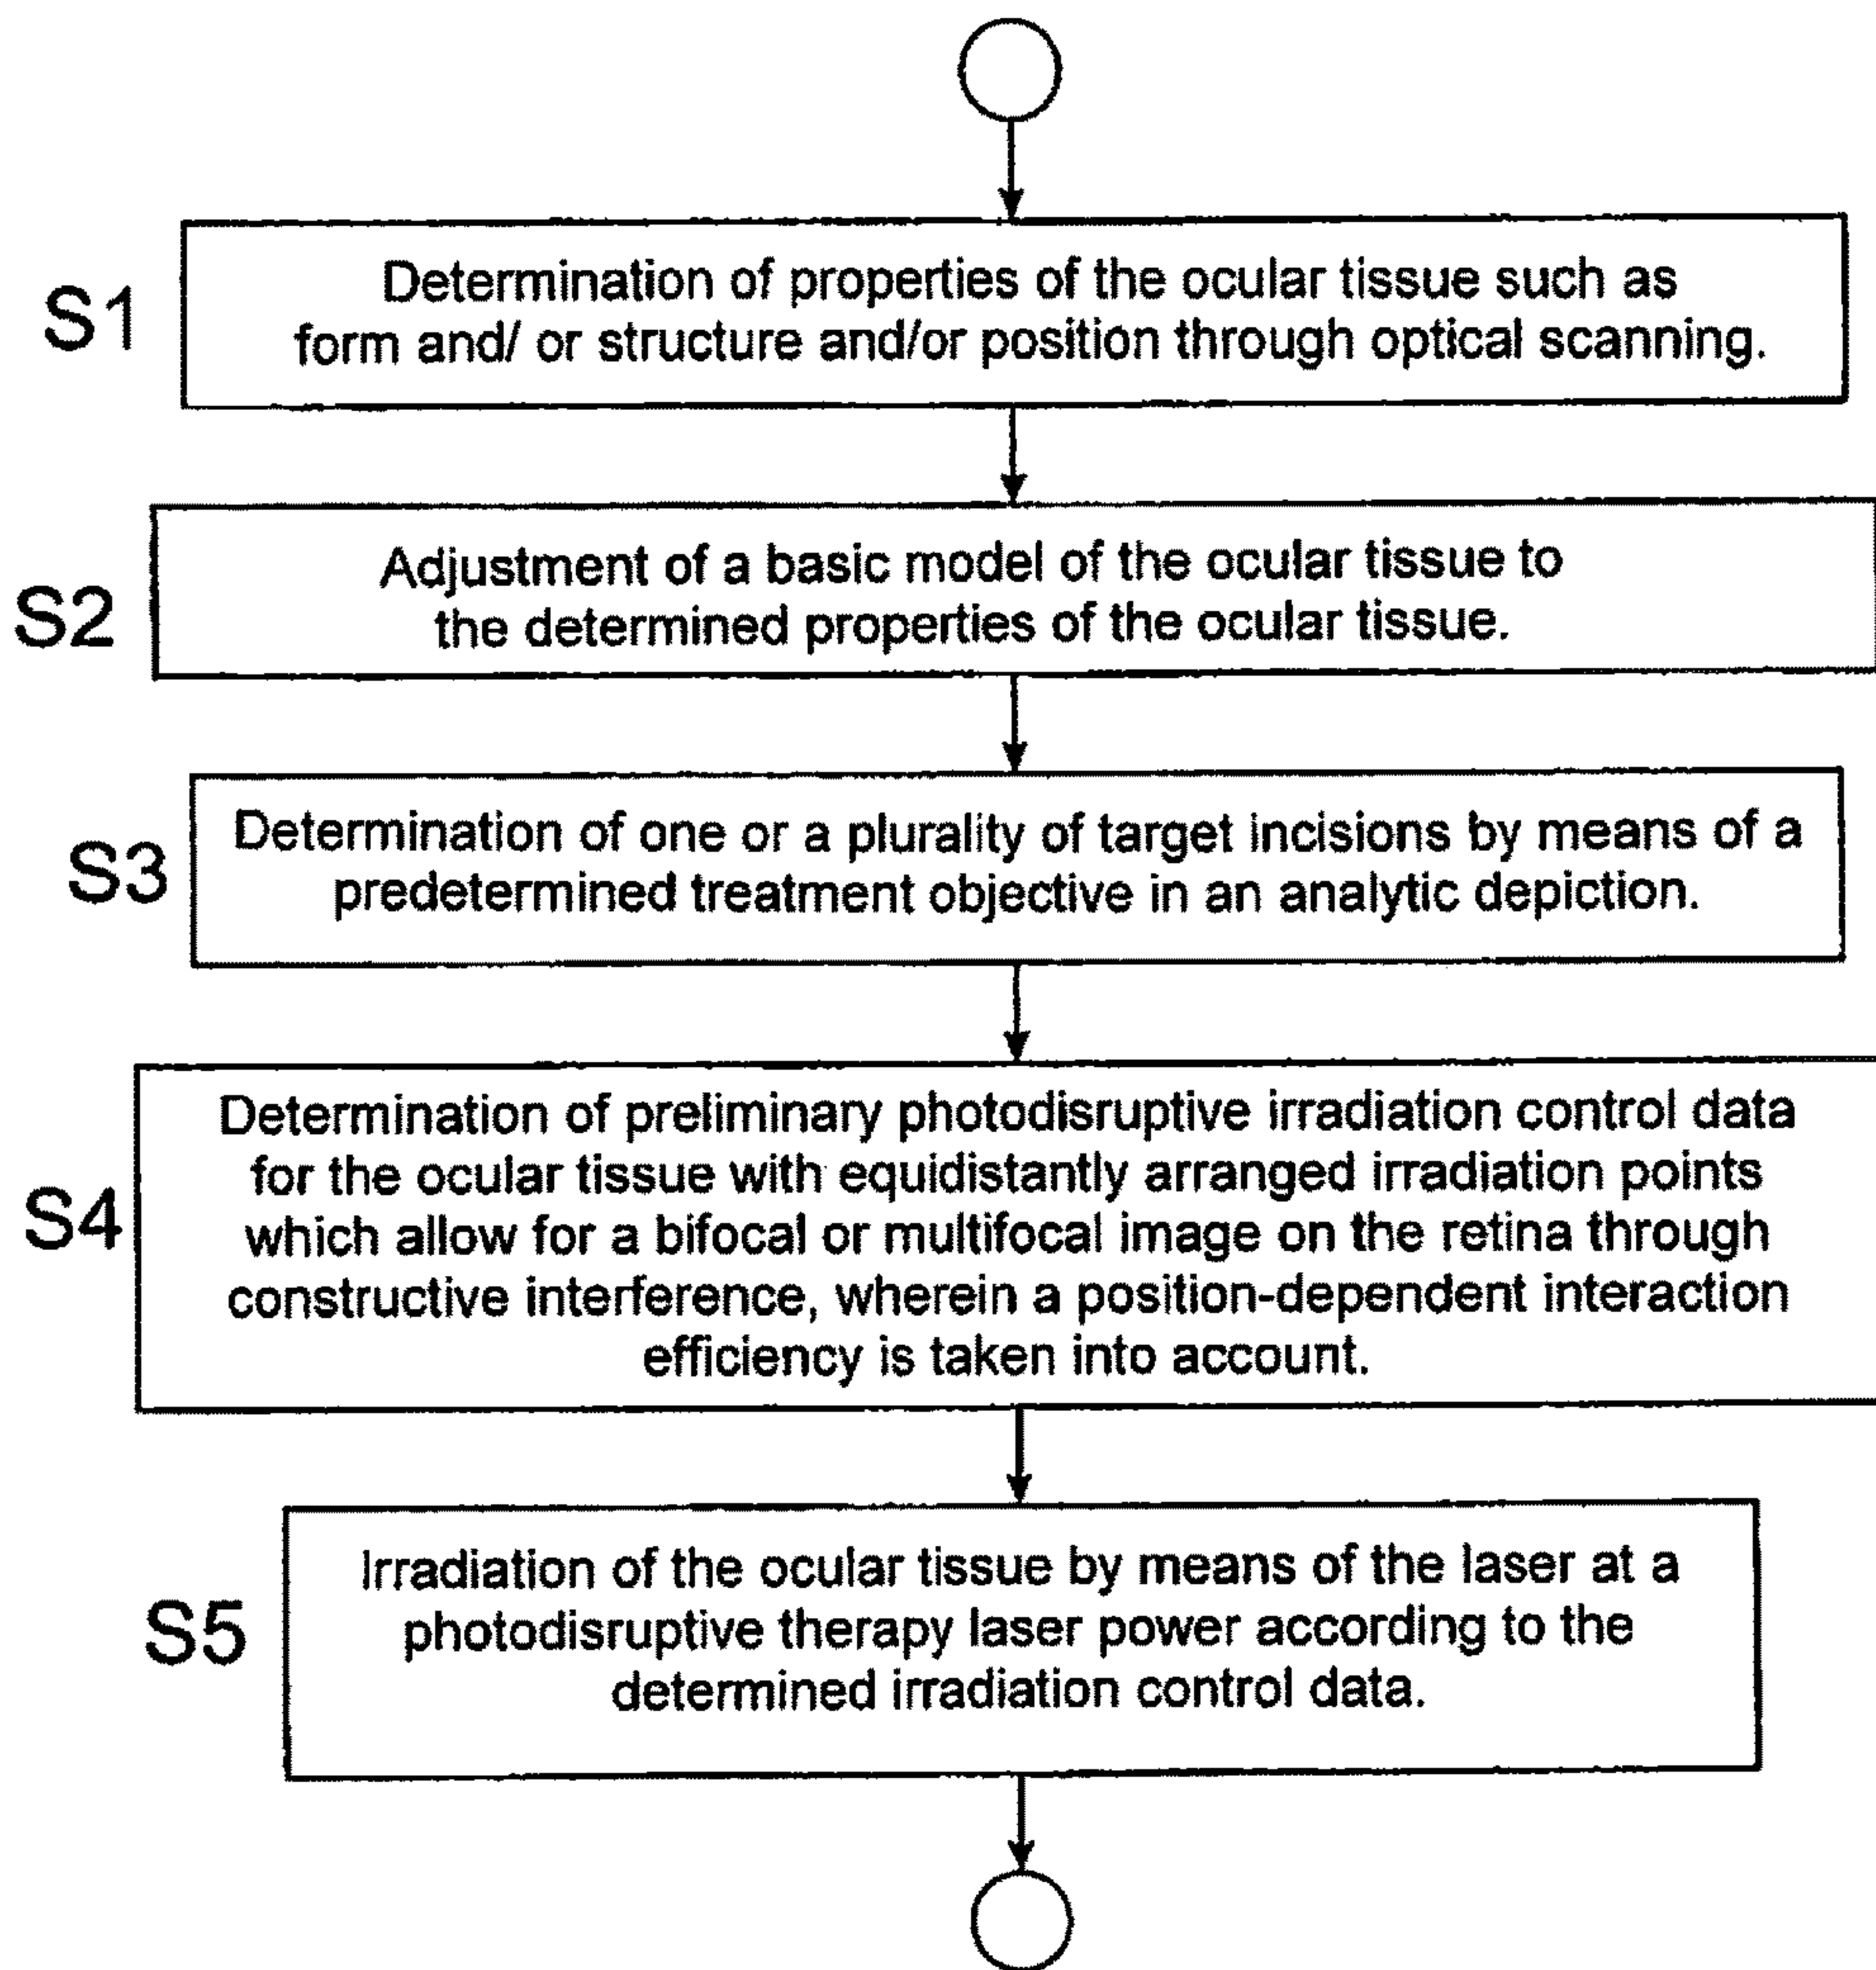 S1
Determination of properties of the ocular tissue such as
form and/ or structure and/or position through optical scanning.
S2
Adjustment of a basic model of the ocular tissue to
the determined properties of the ocular tissue.
S3
Determination of one or a plurality of target incisions by means of a
predetermined treatment objective in an analytic depiction.
S4
Determination of preliminary photodisruptive irradiation control data
for the ocular tissue with equidistantly arranged irradiation points
which allow for a bifocal or multifocal image on the retina through
constructive interference, wherein a position-dependent interaction
efficiency is taken into account.
S5
Irradiation of the ocular tissue by means of the laser at a
photodisruptive therapy laser power according to the
determined irradiation control data.